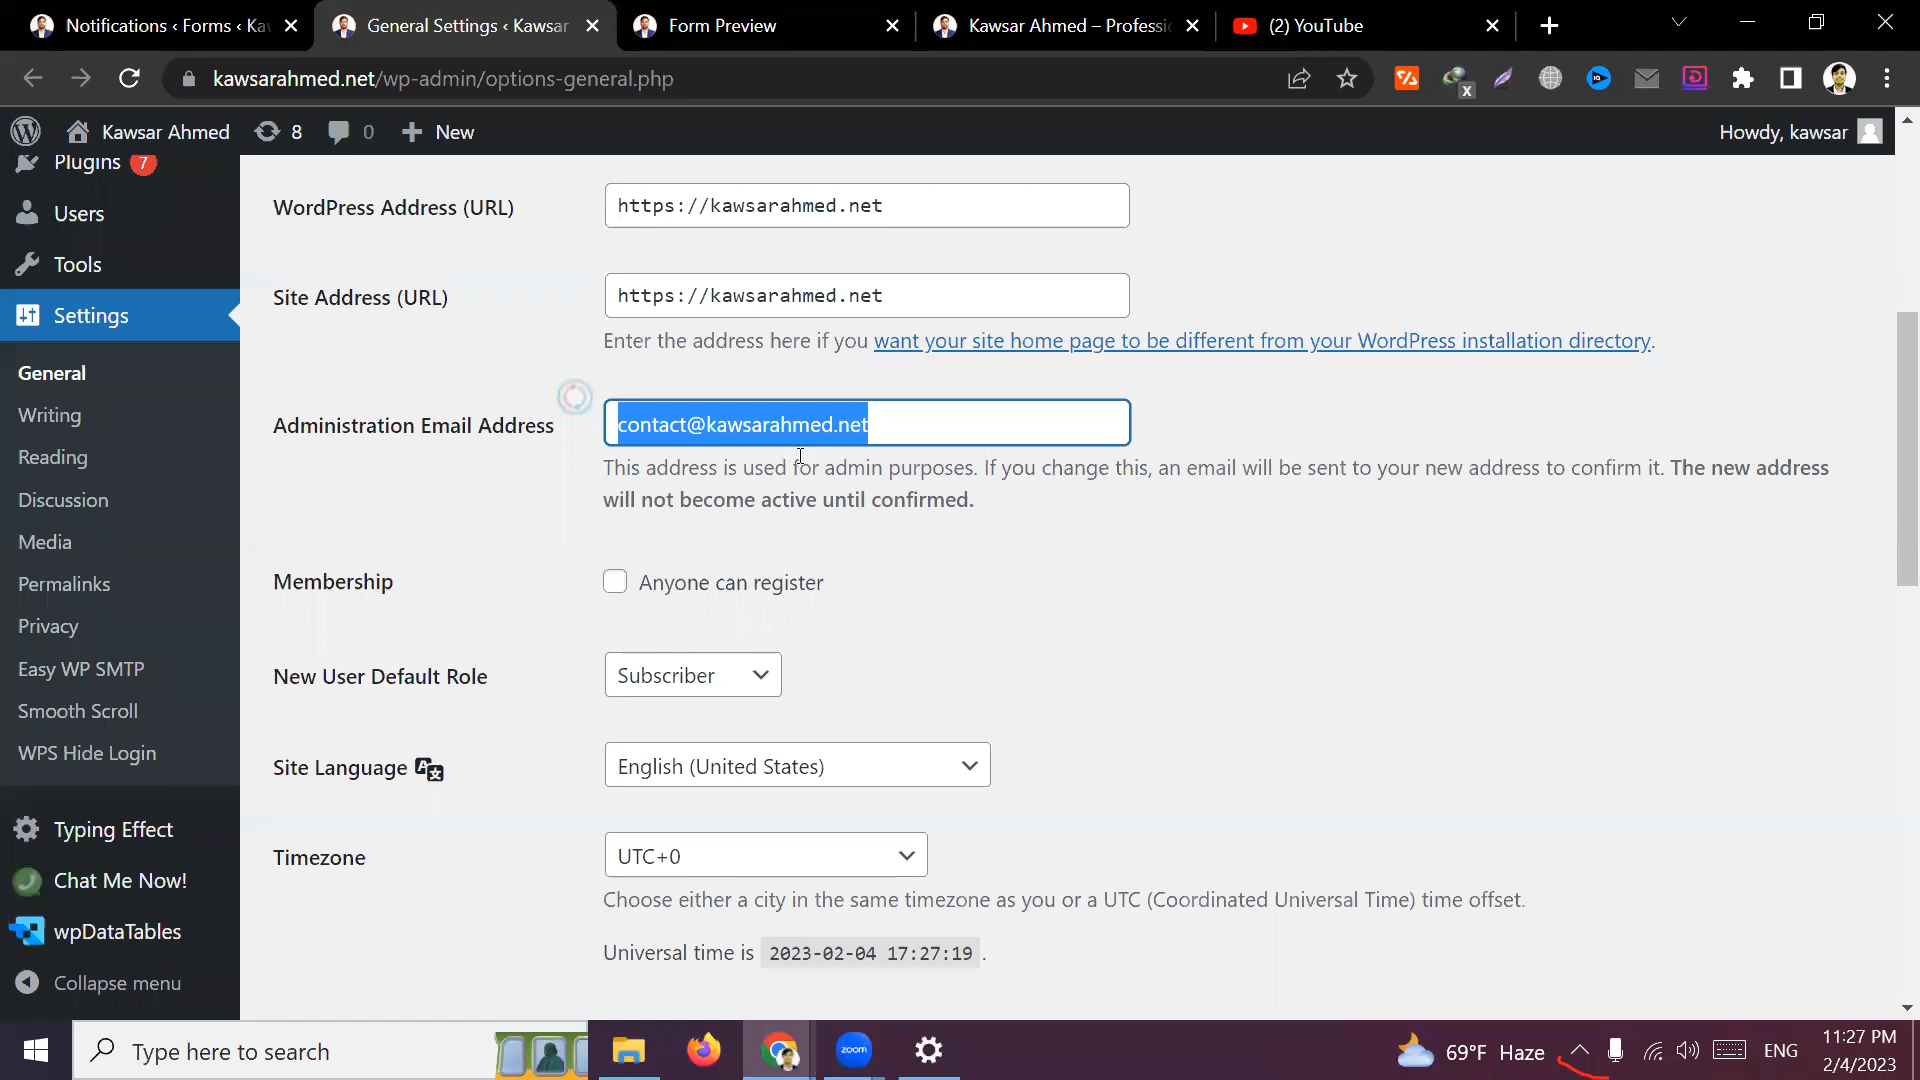 Notifications ‹ Forms ‹ Ka
General Settings ‹ Kawsar
Form Preview
Kawsar Ahmed – Professi
(2) YouTube
kawsarahmed.net/wp-admin/options-general.php
Kawsar Ahmed
8
0
New
Howdy, kawsar
Plugins 7
Users
Tools
Settings
General
Writing
Reading
Discussion
Media
Permalinks
Privacy
Easy WP SMTP
Smooth Scroll
WPS Hide Login
Typing Effect
Chat Me Now!
wpDataTables
Collapse menu
WordPress Address (URL)
https://kawsarahmed.net
Site Address (URL)
https://kawsarahmed.net
Enter the address here if you want your site home page to be different from your WordPress installation directory.
Administration Email Address
contact@kawsarahmed.net
This address is used for admin purposes. If you change this, an email will be sent to your new address to confirm it. The new address
will not become active until confirmed.
Membership
Anyone can register
New User Default Role
Subscriber
Site Language
English (United States)
Timezone
UTC+0
Choose either a city in the same timezone as you or a UTC (Coordinated Universal Time) time offset.
Universal time is 2023-02-04 17:27:19 .
Type here to search
zoom
69°F Haze
ENG
11:27 PM
2/4/2023